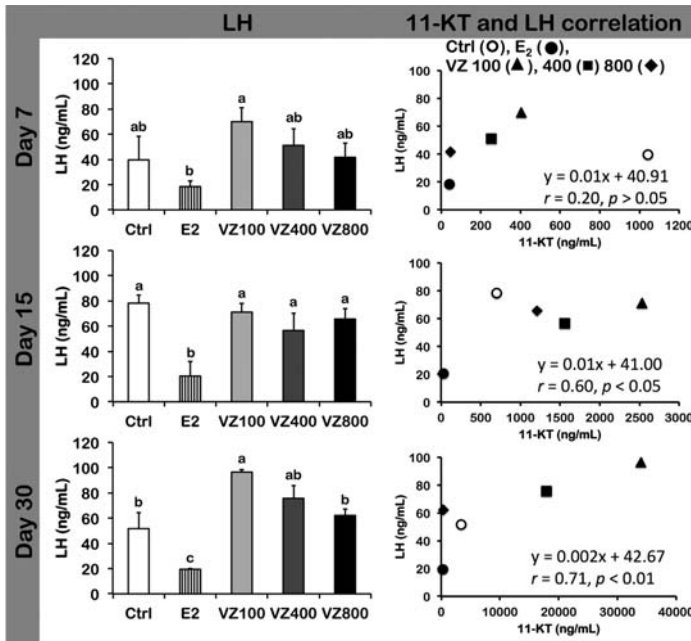 LH
11-KT and LH correlation
Ctrl (O), E2 (●),
VZ 100 (▲), 400 (■) 800 (◆)
Day 7
LH (ng/mL)
120
100
80
60
40
20
0
ab
b
a
ab
ab
Ctrl E2 VZ100 VZ400 VZ800
LH (ng/mL)
100
80
60
40
20
0
y = 0.01x + 40.91
r = 0.20, p > 0.05
0 200 400 600 800 1000 1200
11-KT (ng/mL)
Day 15
LH (ng/mL)
100
80
60
40
20
0
a
b
a
a
a
Ctrl E2 VZ100 VZ400 VZ800
LH (ng/mL)
100
80
60
40
20
0
y = 0.01x + 41.00
r = 0.60, p < 0.05
0 500 1000 1500 2000 2500 3000
11-KT (ng/mL)
Day 30
LH (ng/mL)
120
100
80
60
40
20
0
b
c
a
ab
b
Ctrl E2 VZ100 VZ400 VZ800
LH (ng/mL)
100
80
60
40
20
0
y = 0.002x + 42.67
r = 0.71, p < 0.01
0 10000 20000 30000 40000
11-KT (ng/mL)